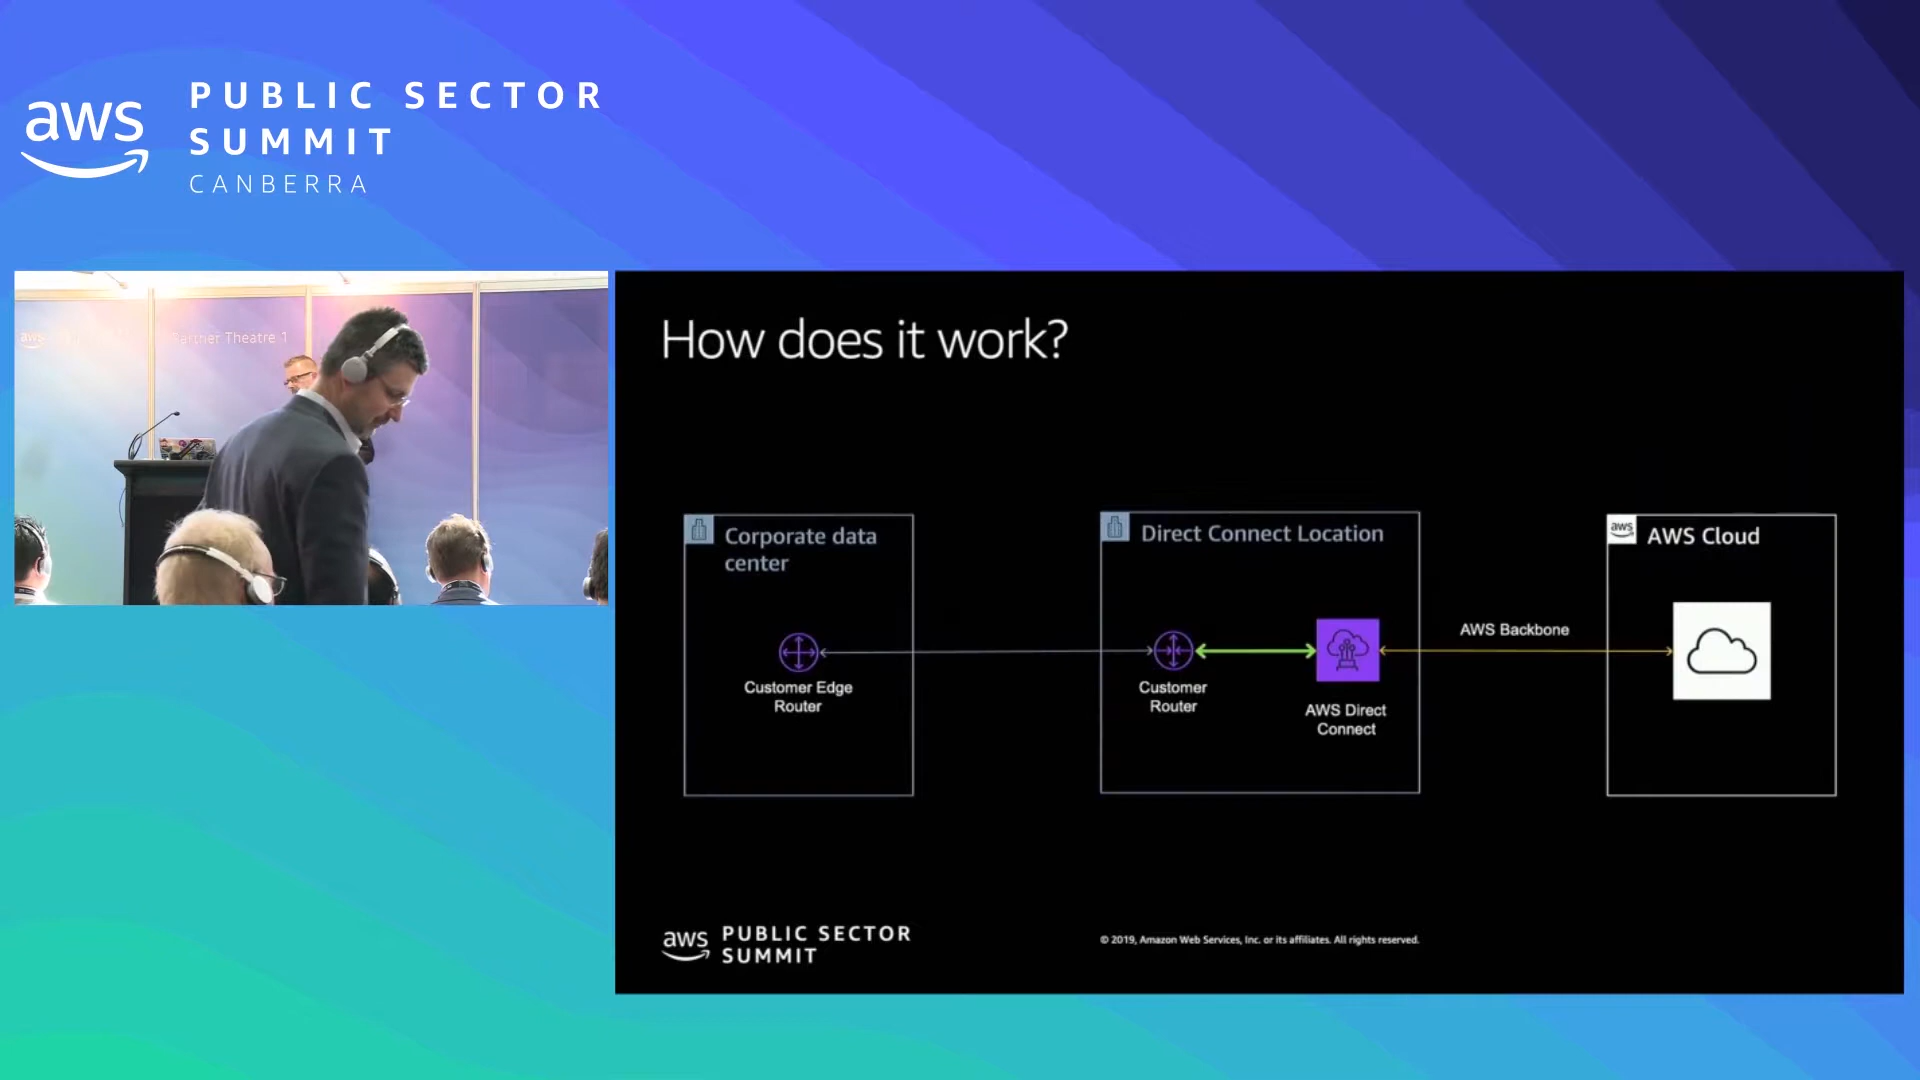 aws
PUBLIC SECTOR
SUMMIT
CANBERRA
aws
Partner Theatre 1
How does it work?
Corporate data
center
Customer Edge
Router
Direct Connect Location
Customer
Router
AWS Direct
Connect
AWS Backbone
aws
AWS Cloud
aws
PUBLIC SECTOR
SUMMIT
© 2019, Amazon Web Services, Inc. or its affiliates. All rights reserved.